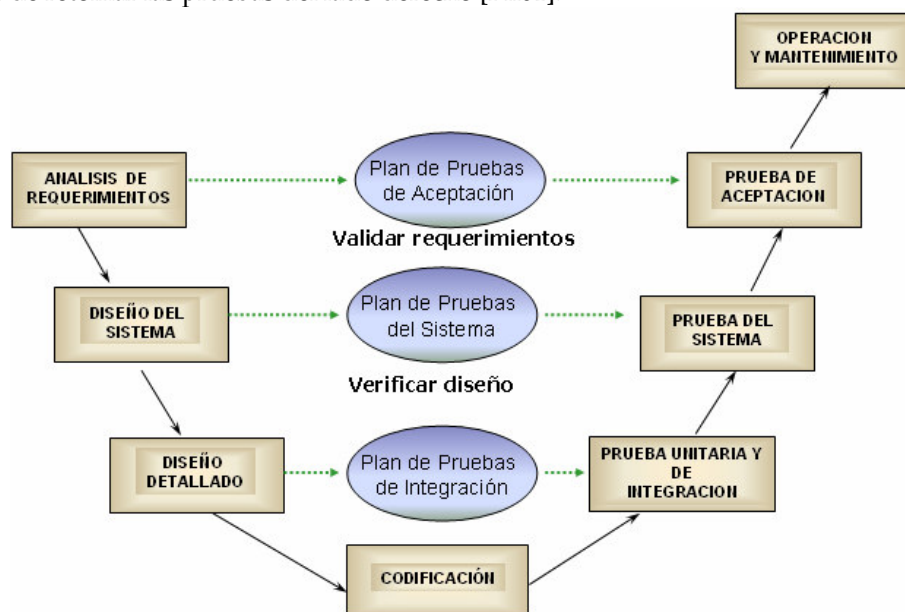 OPERACION
Y MANTENIMIENTO
ANALISIS DE
REQUERIMIENTOS
Plan de Pruebas
de Aceptación
PRUEBA DE
ACEPTACION
Validar requerimientos
DISEÑO DEL
SISTEMA
Plan de Pruebas
del Sistema
PRUEBA DEL
SISTEMA
Verificar diseño
DISEÑO
DETALLADO
Plan de Pruebas
de Integración
PRUEBA UNITARIA Y
DE
INTEGRACION
CODIFICACIÓN